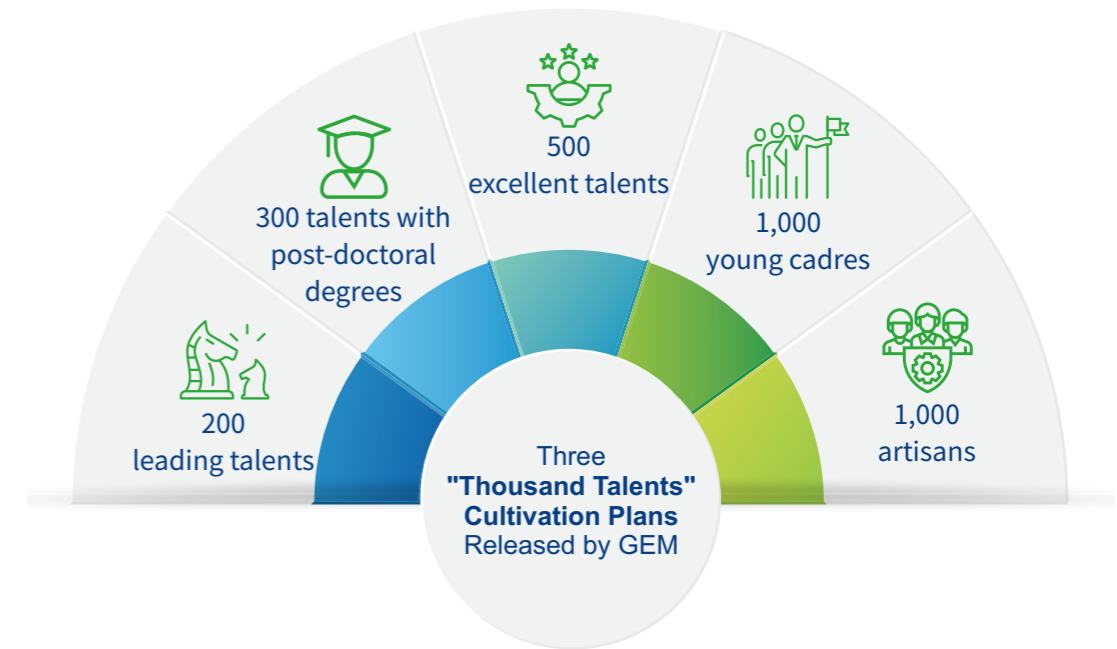 200
leading talents
300 talents with
post-doctoral
degrees
500
excellent talents
1,000
young cadres
1,000
artisans
Three
"Thousand Talents"
Cultivation Plans
Released by GEM